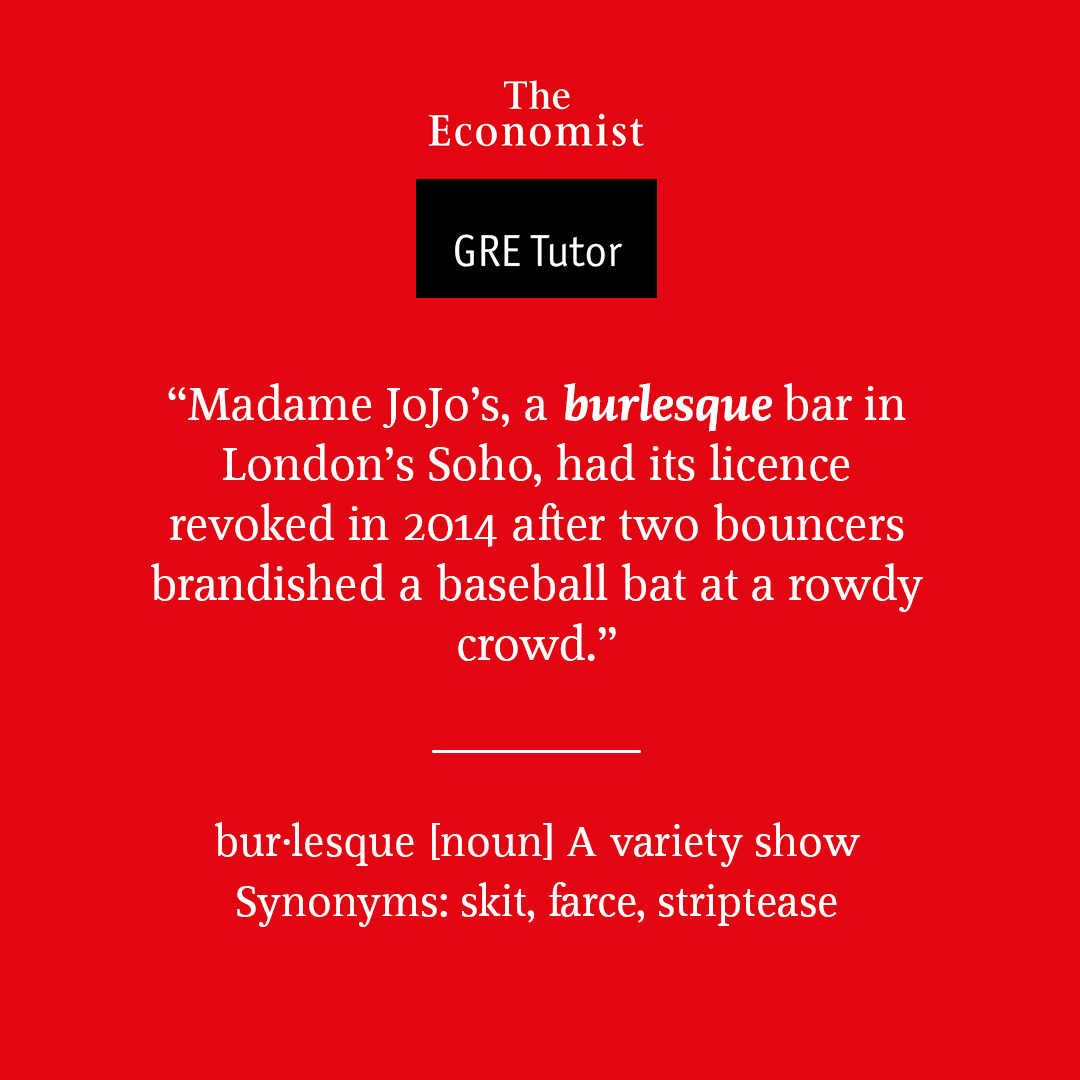 The
Economist
GRE Tutor
“Madame JoJo’s, a burlesque bar in
London’s Soho, had its licence
revoked in 2014 after two bouncers
brandished a baseball bat at a rowdy
crowd.”
bur·lesque [noun] A variety show
Synonyms: skit, farce, striptease